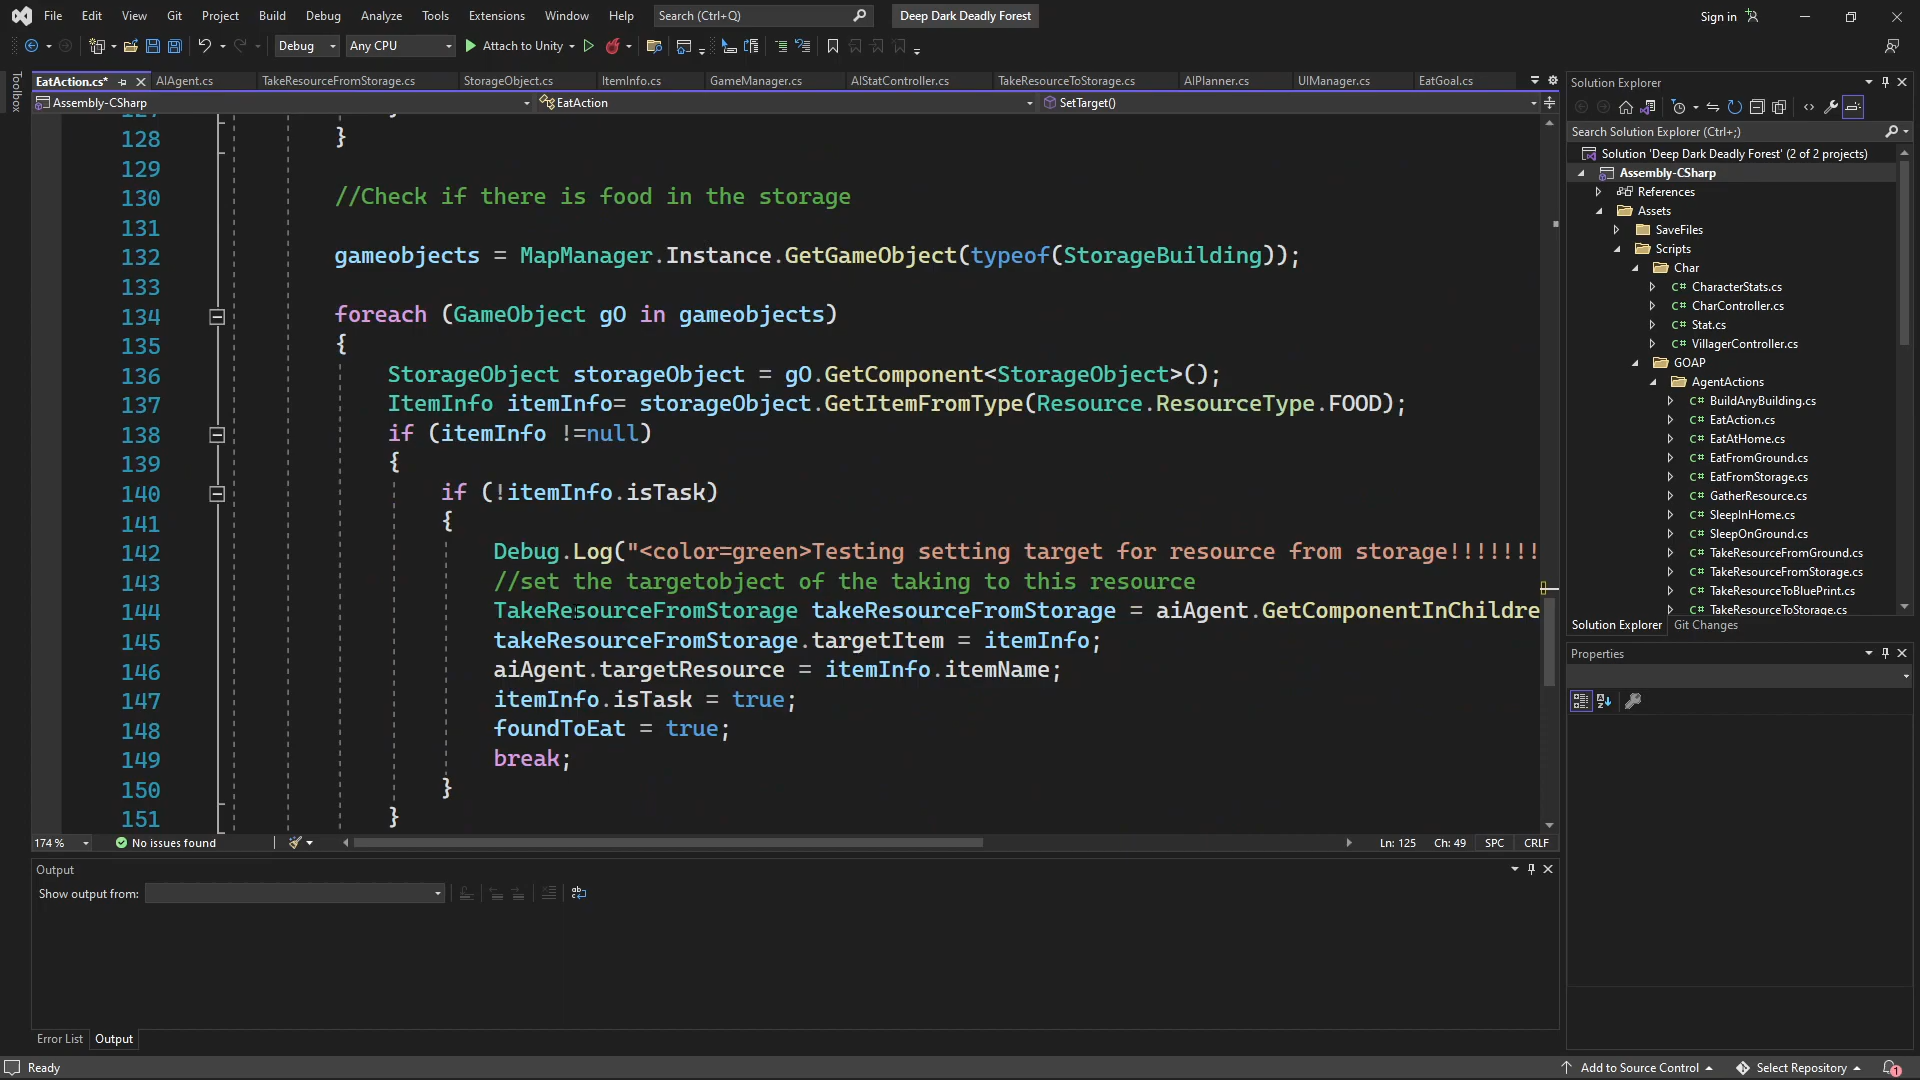 File Edit View Git Project Build Debug Analyze Tools Extensions Window Help Search (Ctrl+Q) Deep Dark Deadly Forest Sign in
Debug Any CPU Attach to Unity
Toolbox
EatAction.cs* AIAgent.cs TakeResourceFromStorage.cs StorageObject.cs ItemInfo.cs GameManager.cs AIStatController.cs TakeResourceToStorage.cs AIPlanner.cs UIManager.cs EatGoal.cs
Assembly-CSharp EatAction SetTarget()
127 }
128 }
129
130 //Check if there is food in the storage
131
132 gameobjects = MapManager.Instance.GetGameObject(typeof(StorageBuilding));
133
134 foreach (GameObject gO in gameobjects)
135 {
136 StorageObject storageObject = gO.GetComponent<StorageObject>();
137 ItemInfo itemInfo= storageObject.GetItemFromType(Resource.ResourceType.FOOD);
138 if (itemInfo !=null)
139 {
140 if (!itemInfo.isTask)
141 {
142 Debug.Log("<color=green>Testing setting target for resource from storage!!!!!!!
143 //set the targetobject of the taking to this resource
144 TakeResourceFromStorage takeResourceFromStorage = aiAgent.GetComponentInChildre
145 takeResourceFromStorage.targetItem = itemInfo;
146 aiAgent.targetResource = itemInfo.itemName;
147 itemInfo.isTask = true;
148 foundToEat = true;
149 break;
150 }
151 }
174 % No issues found Ln: 125 Ch: 49 SPC CRLF
Output
Show output from:
Error List Output
Solution Explorer
Search Solution Explorer (Ctrl+;)
Solution 'Deep Dark Deadly Forest' (2 of 2 projects)
Assembly-CSharp
References
Assets
SaveFiles
Scripts
Char
C# CharacterStats.cs
C# CharController.cs
C# Stat.cs
C# VillagerController.cs
GOAP
AgentActions
C# BuildAnyBuilding.cs
C# EatAction.cs
C# EatAtHome.cs
C# EatFromGround.cs
C# EatFromStorage.cs
C# GatherResource.cs
C# SleepInHome.cs
C# SleepOnGround.cs
C# TakeResourceFromGround.cs
C# TakeResourceFromStorage.cs
C# TakeResourceToBluePrint.cs
C# TakeResourceToStorage.cs
Solution Explorer Git Changes
Properties
Ready Add to Source Control Select Repository 1